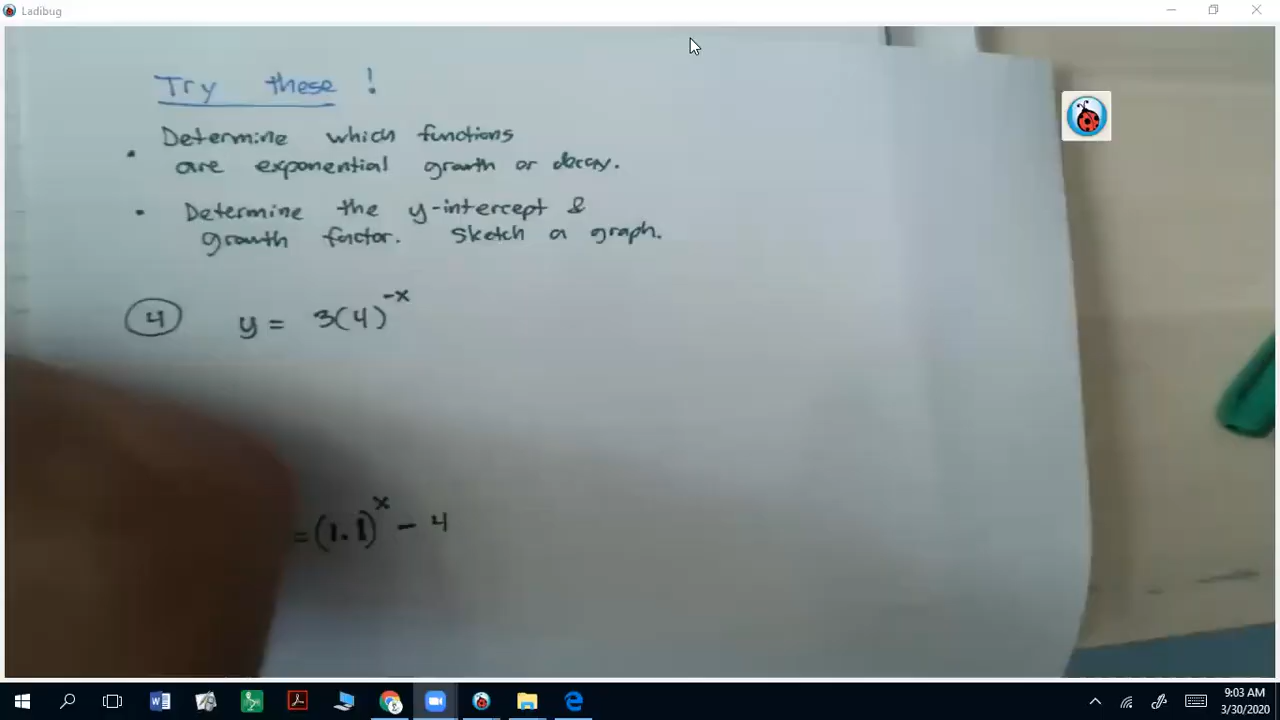 Ladibug
Try these!
• Determine which functions
are exponential growth or decay.
• Determine the y-intercept &
growth factor. Sketch a graph.
4 y = 3(4)^-x
=(1.1)^x - 4
9:03 AM
3/30/2020